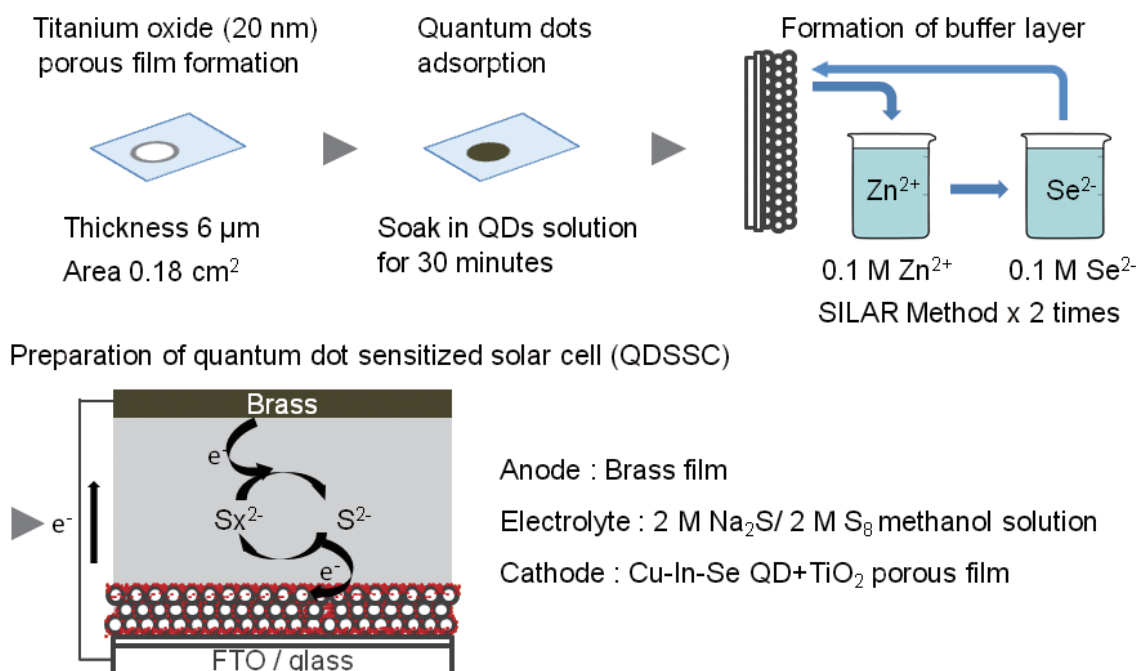 Titanium oxide (20 nm)
porous film formation
Quantum dots
adsorption
Formation of buffer layer
Thickness 6 μm
Area 0.18 cm²
Soak in QDs solution
for 30 minutes
Zn²⁺
Se²⁻
0.1 M Zn²⁺
0.1 M Se²⁻
SILAR Method x 2 times
Preparation of quantum dot sensitized solar cell (QDSSC)
Brass
e⁻
e⁻
Sx²⁻
S²⁻
e⁻
FTO / glass
Anode : Brass film
Electrolyte : 2 M Na₂S/ 2 M S₈ methanol solution
Cathode : Cu-In-Se QD+TiO₂ porous film